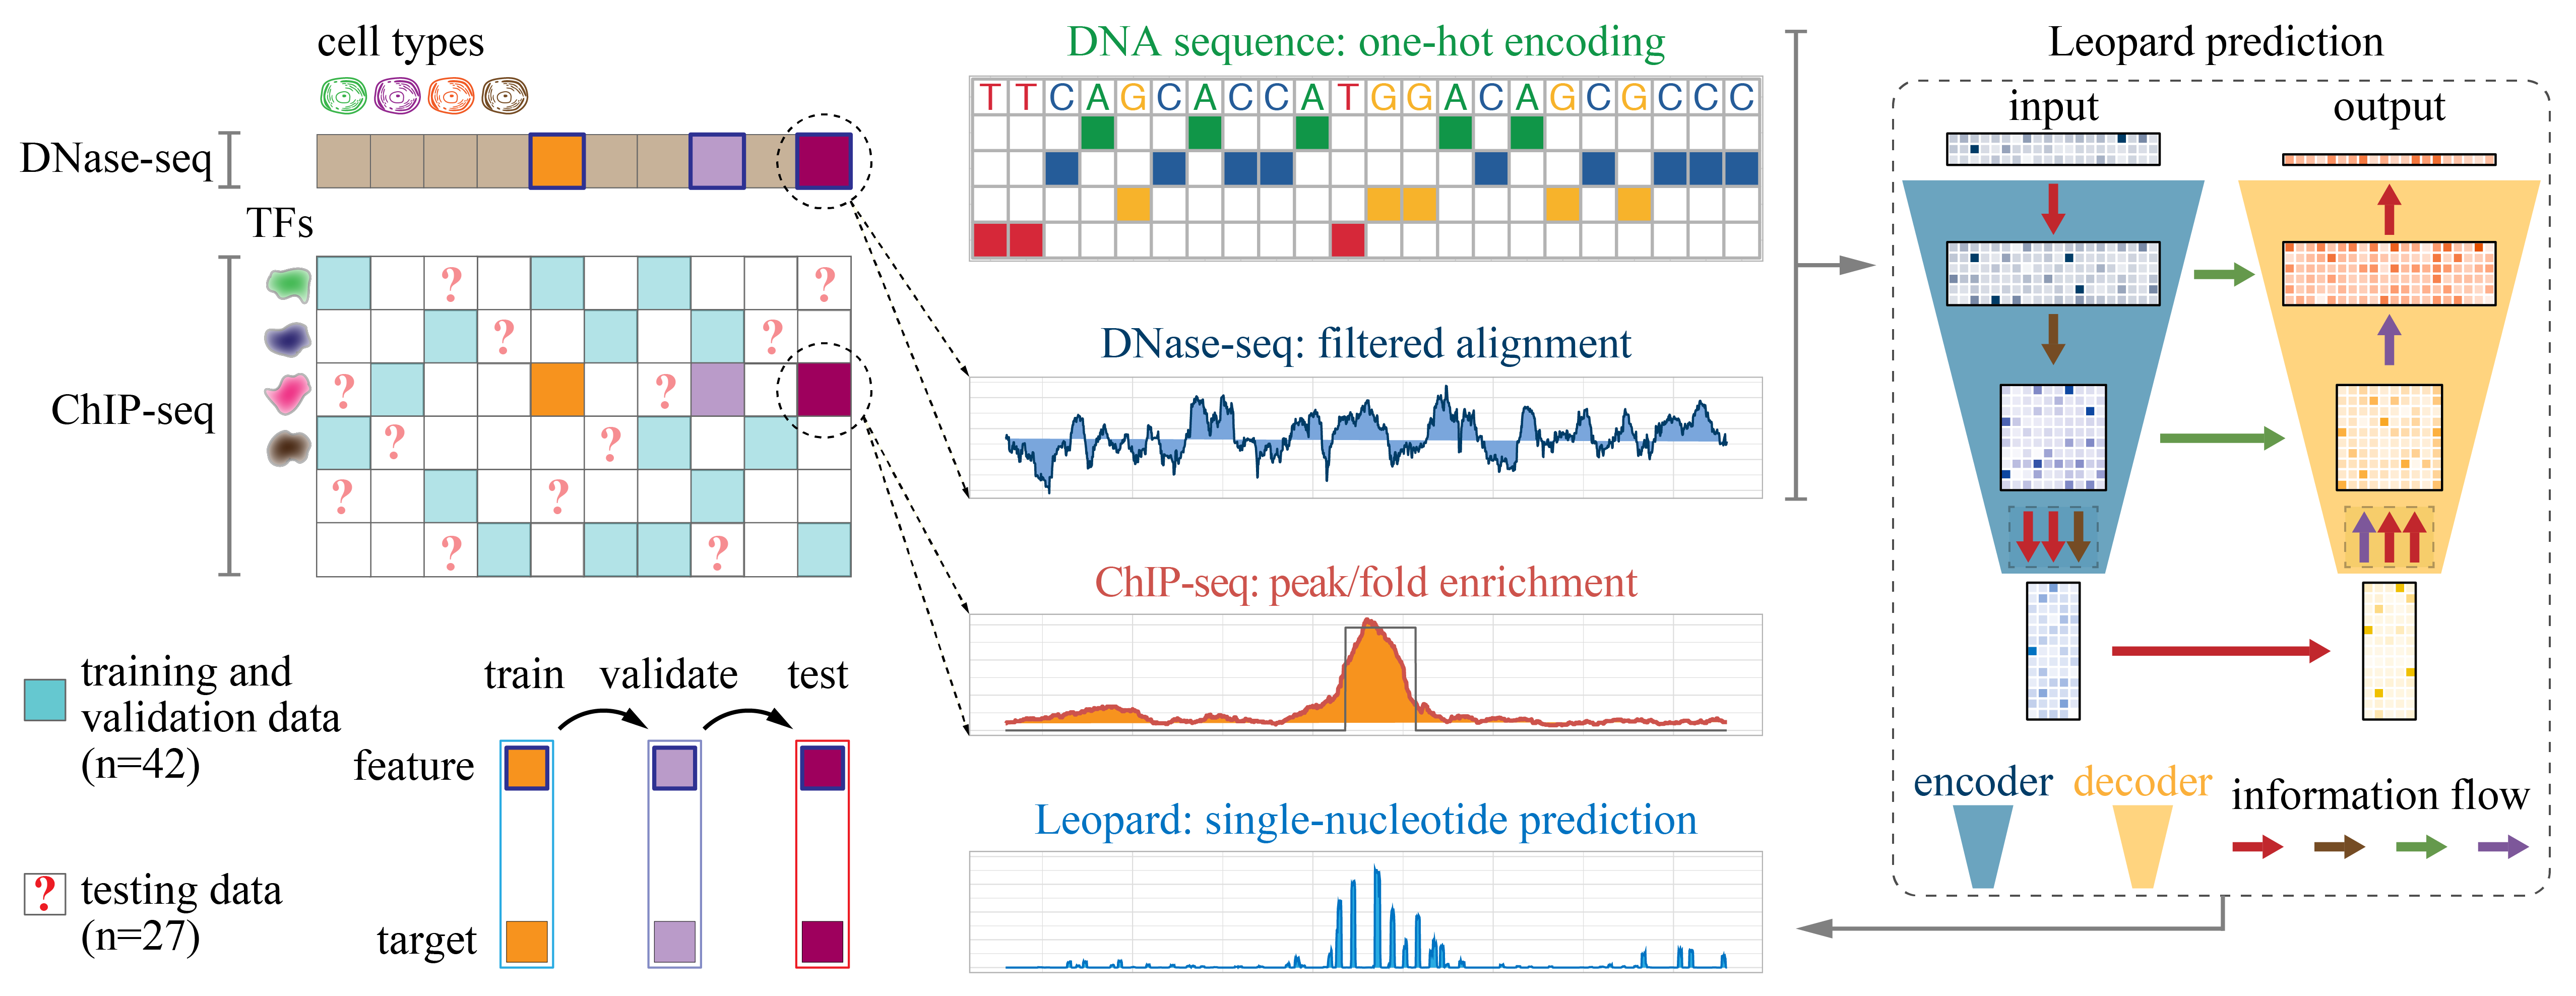 cell types
DNase-seq
TFs
? ?
? ?
ChIP-seq
? ?
? ?
? ?
? ?
training and
validation data
(n=42)
testing data
(n=27)
?
train validate test
feature
target
DNA sequence: one-hot encoding
T T C A G C A C C A T G G A C A G C G C C C
DNase-seq: filtered alignment
ChIP-seq: peak/fold enrichment
Leopard: single-nucleotide prediction
Leopard prediction
input output
encoder decoder
information flow